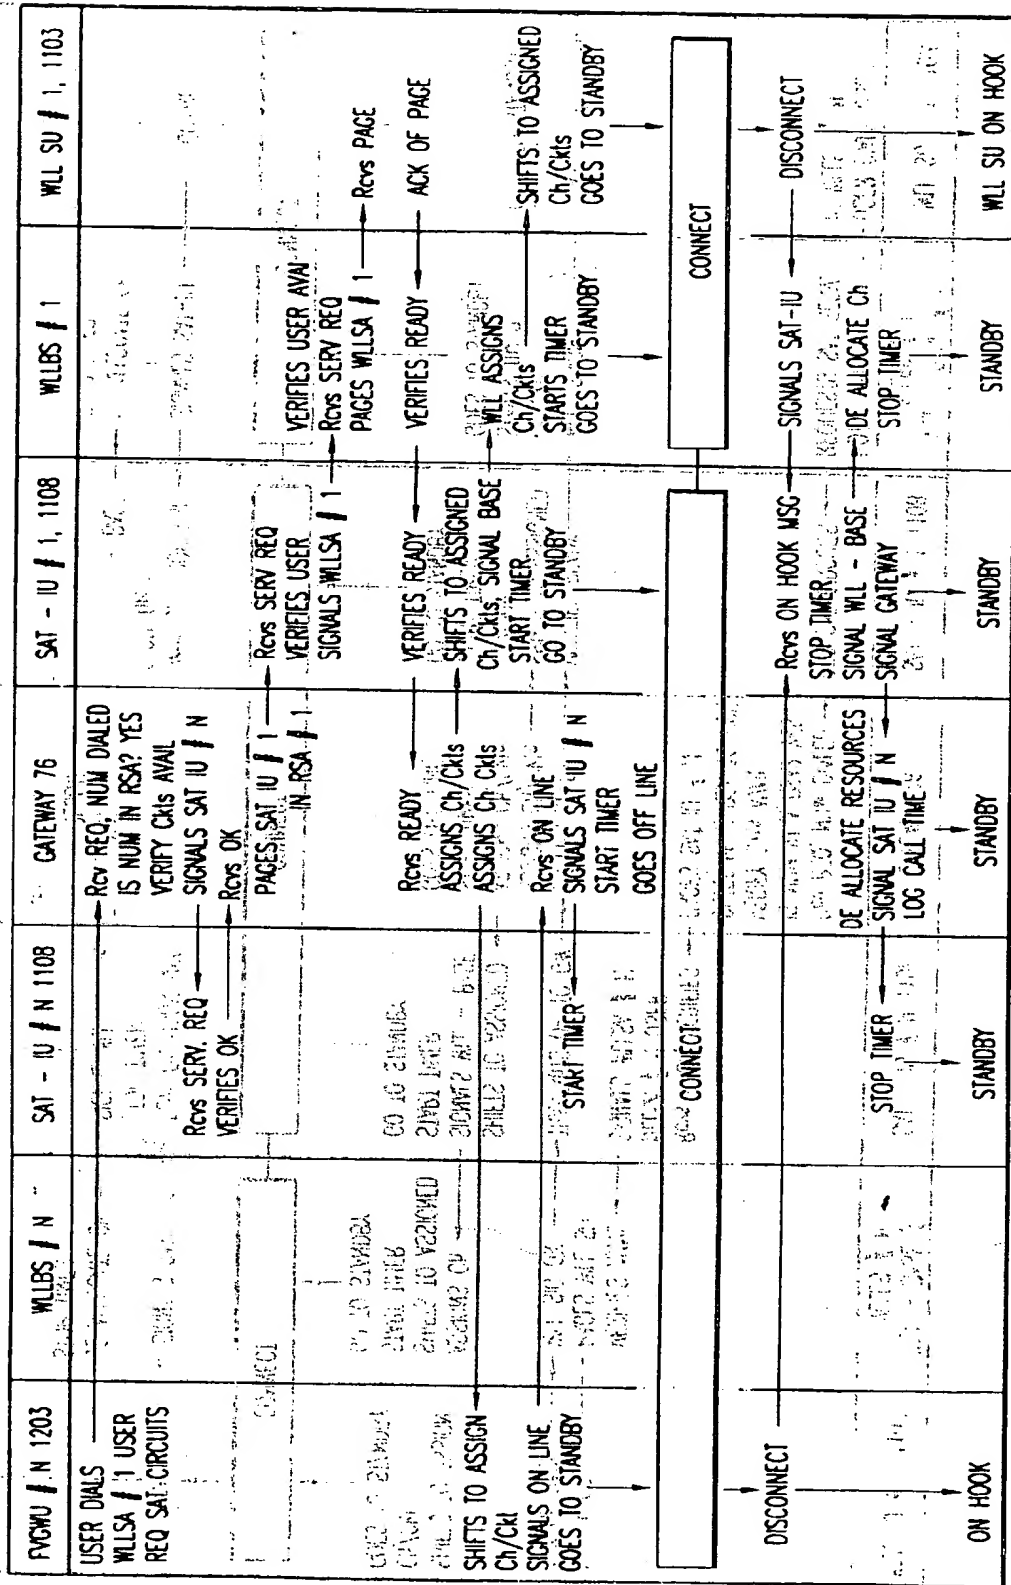 FVGWU / N 1203
WLLBS / N
SAT - IU / N 1108
GATEWAY 76
SAT - IU / 1, 1108
WLLBS / 1
WLL SU / 1, 1103
USER DIALS
WLLSA / 1 USER
REQ SAT CIRCUITS
Rcv REQ, NUM DIALED
IS NUM IN RSA? YES
VERIFY Ckts AVAIL
SIGNALS SAT IU / N
Rcvs SERV. REQ
VERIFIES OK
Rcvs OK
PAGES SAT IU / 1
IN RSA / 1
Rcvs SERV REQ
VERIFIES USER
SIGNALS WLLSA / 1
VERIFIES USER AVAI
Rcvs SERV REQ
PAGES WLLSA / 1
Rcvs PAGE
ACK OF PAGE
VERIFIES READY
VERIFIES READY
Rcvs READY
ASSIGNS Ch/Ckts
ASSIGNS Ch Ckts
SHIFTS TO ASSIGNED
Ch/Ckts, SIGNAL BASE
START TIMER
GO TO STANDBY
WLL ASSIGNS
Ch/Ckts
STARTS TIMER
GOES TO STANDBY
SHIFTS TO ASSIGNED
Ch/Ckts
GOES TO STANDBY
SHIFTS TO ASSIGN
Ch/Ckt
SIGNALS ON LINE
GOES TO STANDBY
Rcvs ON LINE
SIGNALS SAT IU / N
START TIMER
GOES OFF LINE
START TIMER
CONNECT
CONNECT
DISCONNECT
DISCONNECT
SIGNALS SAT-IU
Rcvs ON HOOK MSG
STOP TIMER
SIGNAL WLL - BASE
SIGNAL GATEWAY
DE ALLOCATE Ch
STOP TIMER
DE ALLOCATE RESOURCES
SIGNAL SAT IU / N
LOG CALL TIME
STOP TIMER
ON HOOK
STANDBY
STANDBY
STANDBY
STANDBY
WLL SU ON HOOK